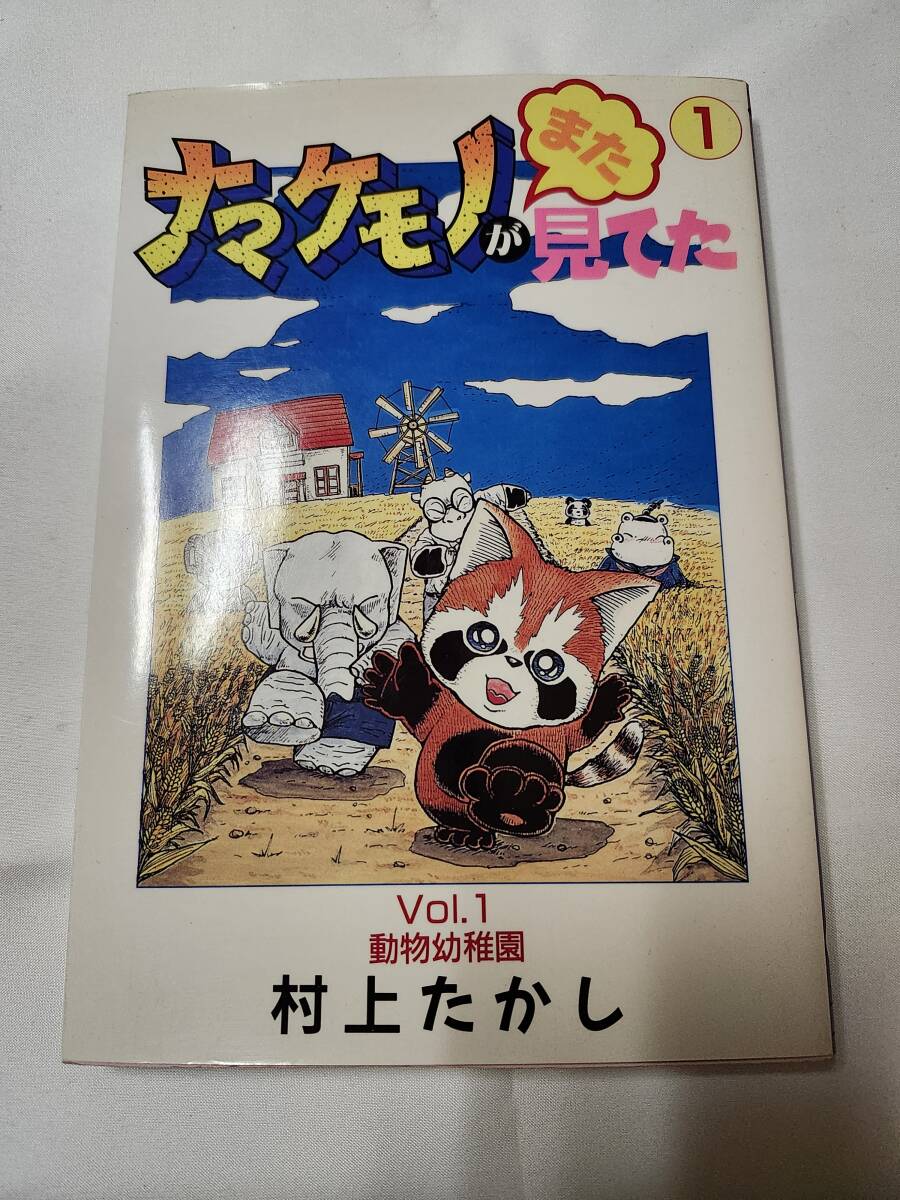 ナマケモノが
また
見てた
1
Vol.1
動物幼稚園
村上たかし